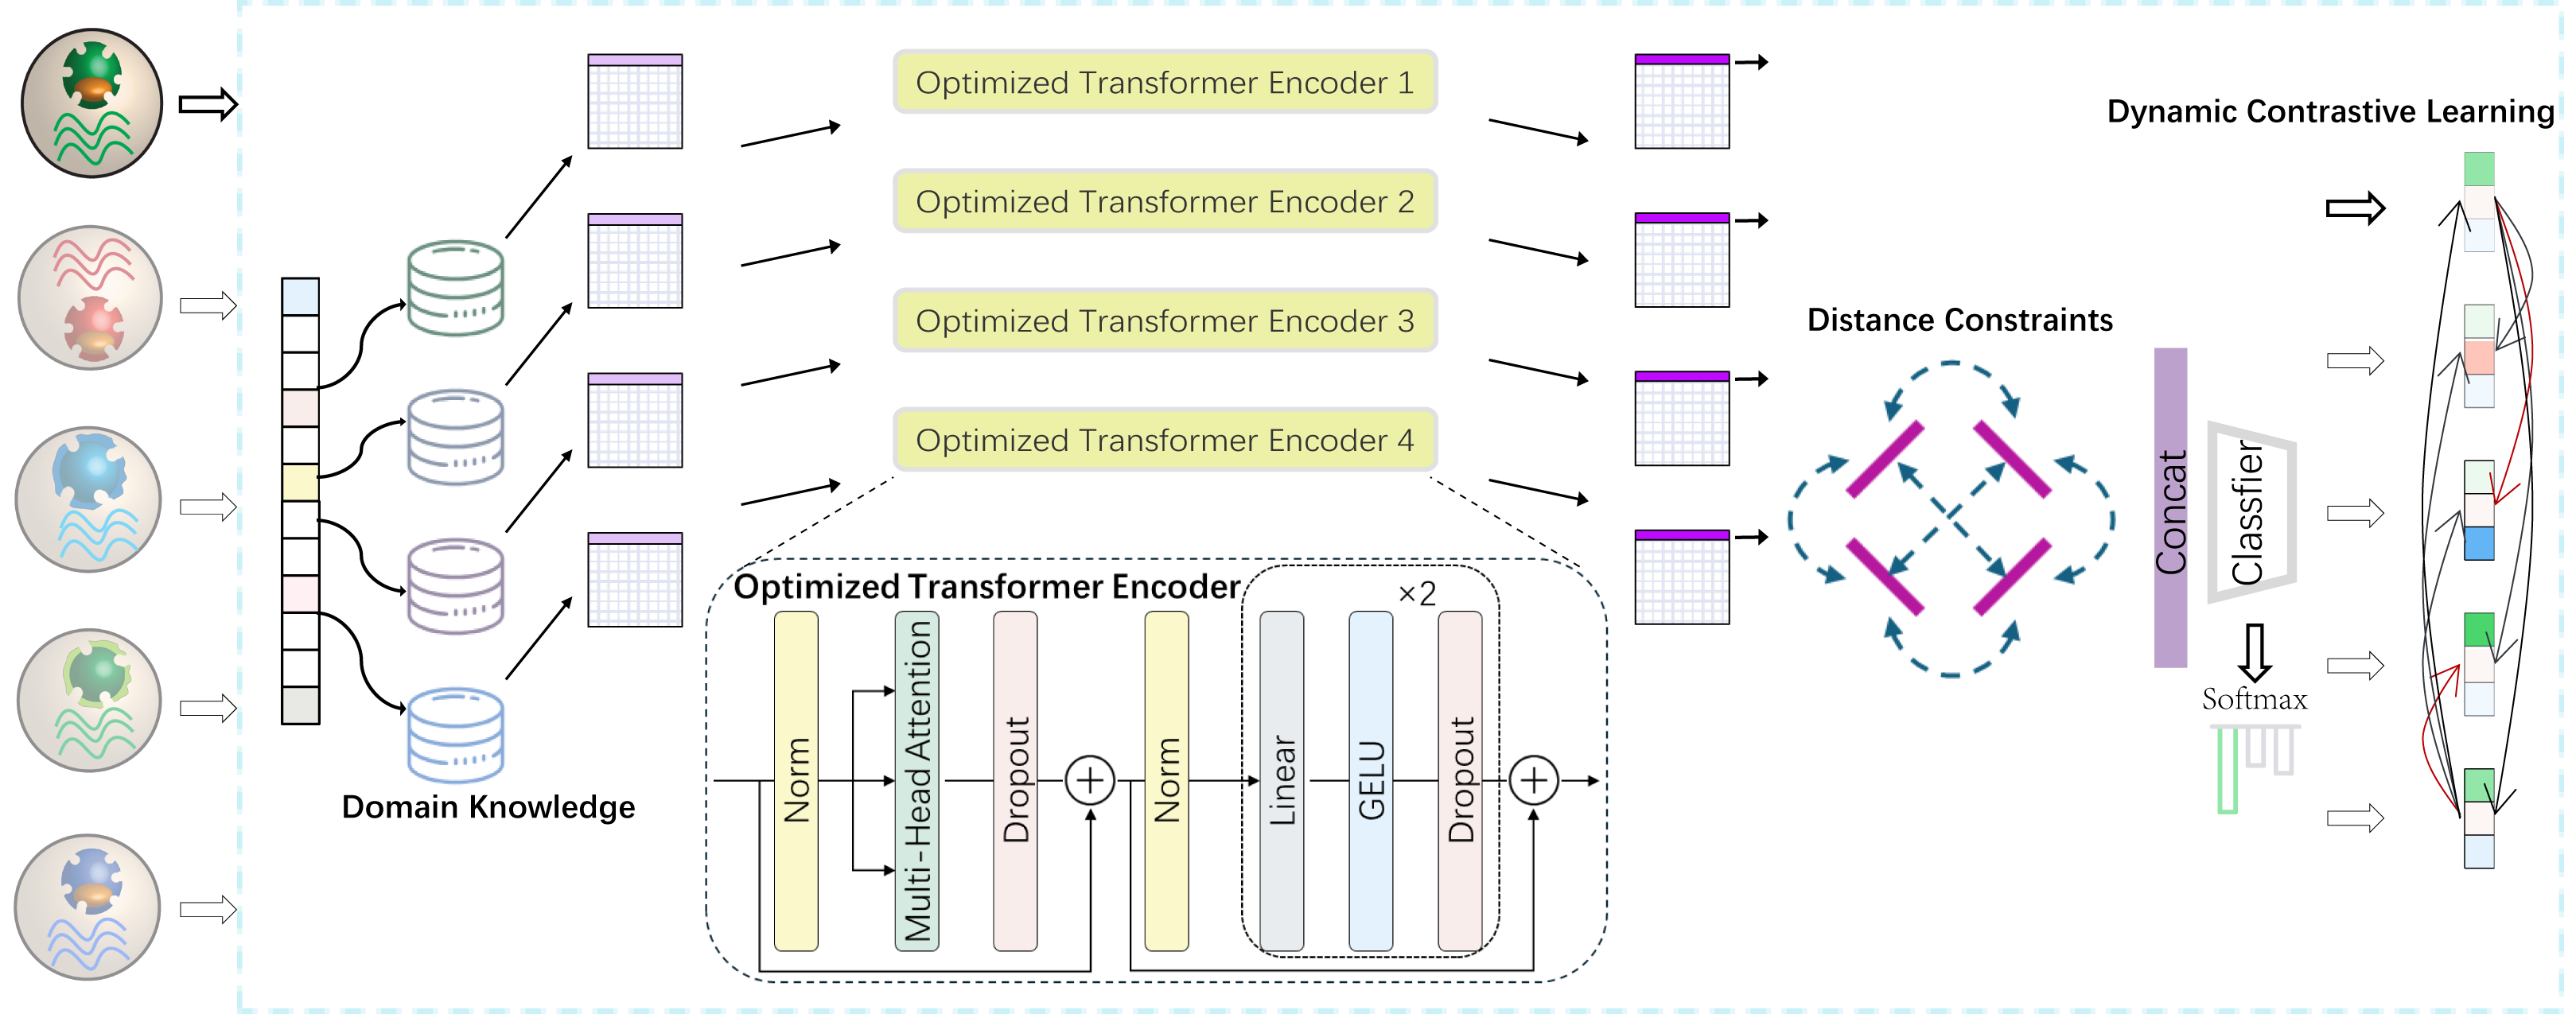 Optimized Transformer Encoder 1
Optimized Transformer Encoder 2
Optimized Transformer Encoder 3
Optimized Transformer Encoder 4
Domain Knowledge
Optimized Transformer Encoder
×2
Norm
Multi-Head Attention
Dropout
Norm
Linear
GELU
Dropout
Distance Constraints
Concat
Classfier
Softmax
Dynamic Contrastive Learning